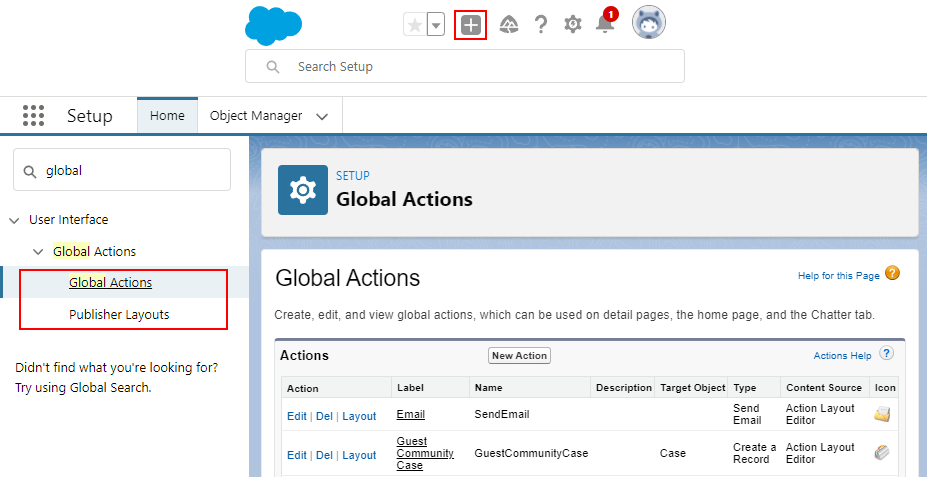 1
Search Setup
Setup
Home
Object Manager
global
User Interface
Global Actions
Global Actions
Publisher Layouts
Didn't find what you're looking for?
Try using Global Search.
SETUP
Global Actions
Global Actions
Help for this Page ?
Create, edit, and view global actions, which can be used on detail pages, the home page, and the Chatter tab.
Actions New Action Actions Help ?
Action Label Name Description Target Object Type Content Source Icon
Edit | Del | Layout Email SendEmail Send Email Action Layout Editor
Edit | Del | Layout Guest Community Case GuestCommunityCase Case Create a Record Action Layout Editor